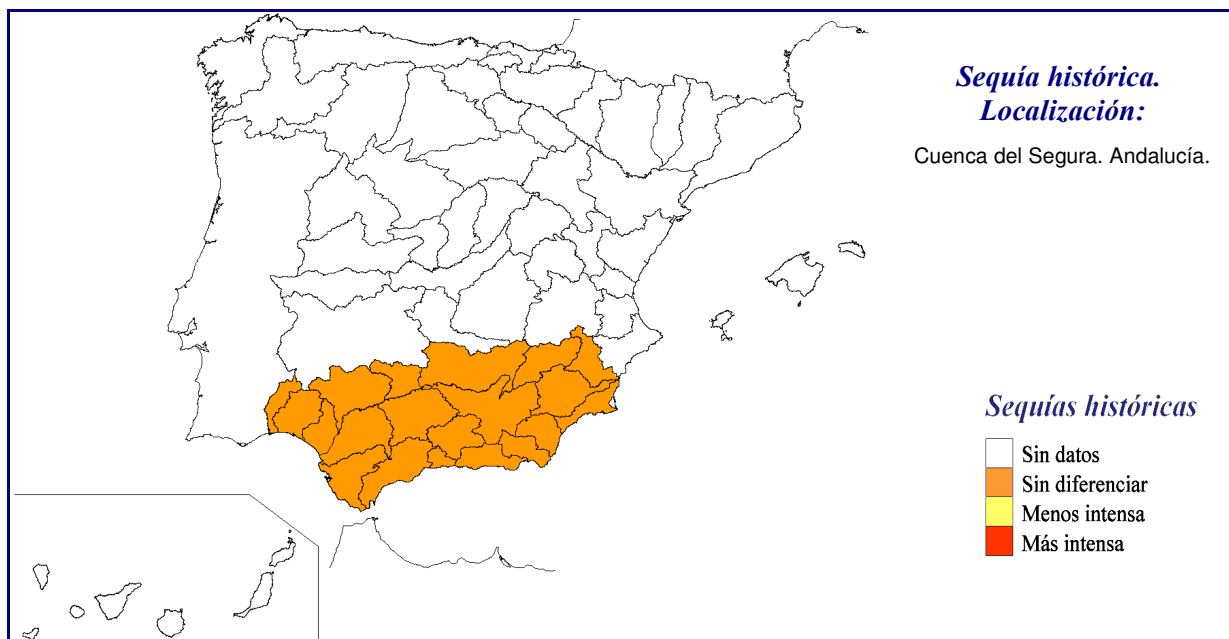 Sequía histórica.
Localización:
Cuenca del Segura. Andalucía.
Sequías históricas
Sin datos
Sin diferenciar
Menos intensa
Más intensa